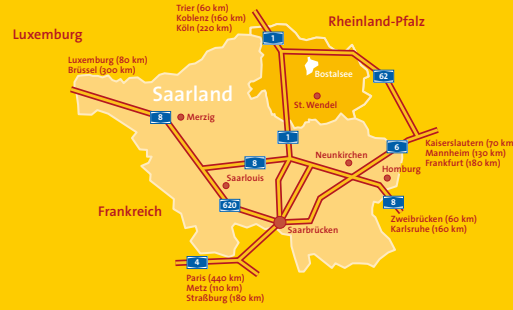 Trier (60 km)
Koblenz (160 km)
Köln (220 km)
Rheinland-Pfalz
Luxemburg
1
Luxemburg (80 km)
Brüssel (300 km)
Bostalsee
62
Saarland
St. Wendel
8
Merzig
1
6
Kaiserslautern (70 km
Mannheim (130 km)
Frankfurt (180 km)
8
Neunkirchen
Homburg
Saarlouis
620
8
Frankreich
Zweibrücken (60 km)
Karlsruhe (160 km)
Saarbrücken
4
Paris (440 km)
Metz (110 km)
Straßburg (180 km)